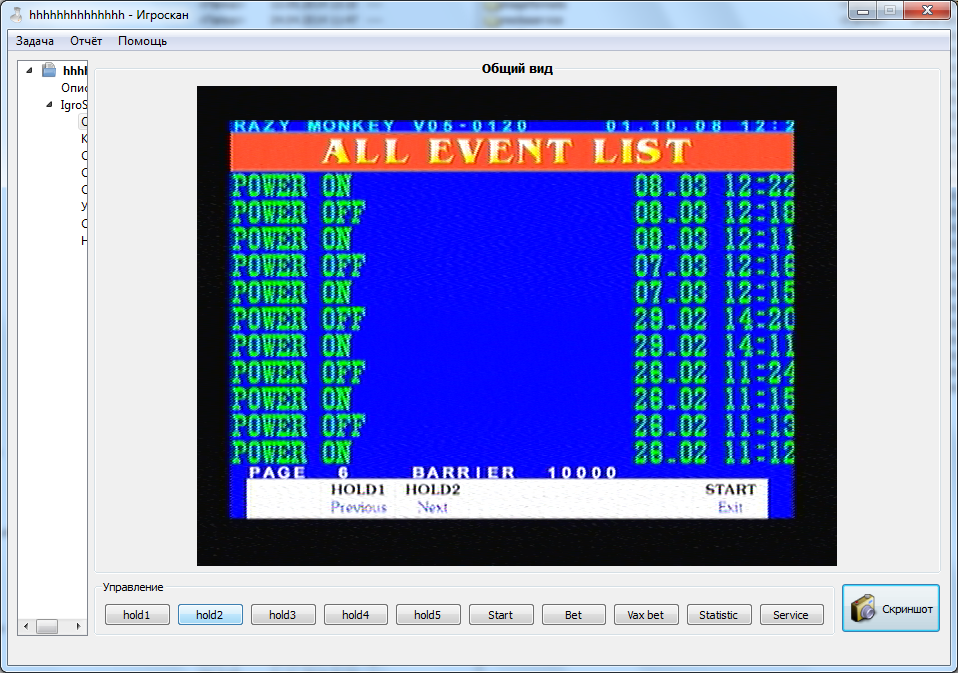 hhhhhhhhhhhhhh - Игроскан
Задача Отчёт Помощь
Общий вид
hhhl
Опис
IgroS
RAZY MONKEY V05-0120 01.10.08 12:2
ALL EVENT LIST
POWER ON 08.03 12:22
POWER OFF 08.03 12:18
POWER ON 08.03 12:11
POWER OFF 07.03 12:16
POWER ON 07.03 12:15
POWER OFF 29.02 14:20
POWER ON 29.02 14:11
POWER OFF 28.02 11:24
POWER ON 28.02 11:15
POWER OFF 28.02 11:13
POWER ON 28.02 11:12
PAGE 6 BARRIER 10000
HOLD1 HOLD2 START
Previous Next Exit
Управление
hold1 hold2 hold3 hold4 hold5 Start Bet Vax bet Statistic Service
Скриншот